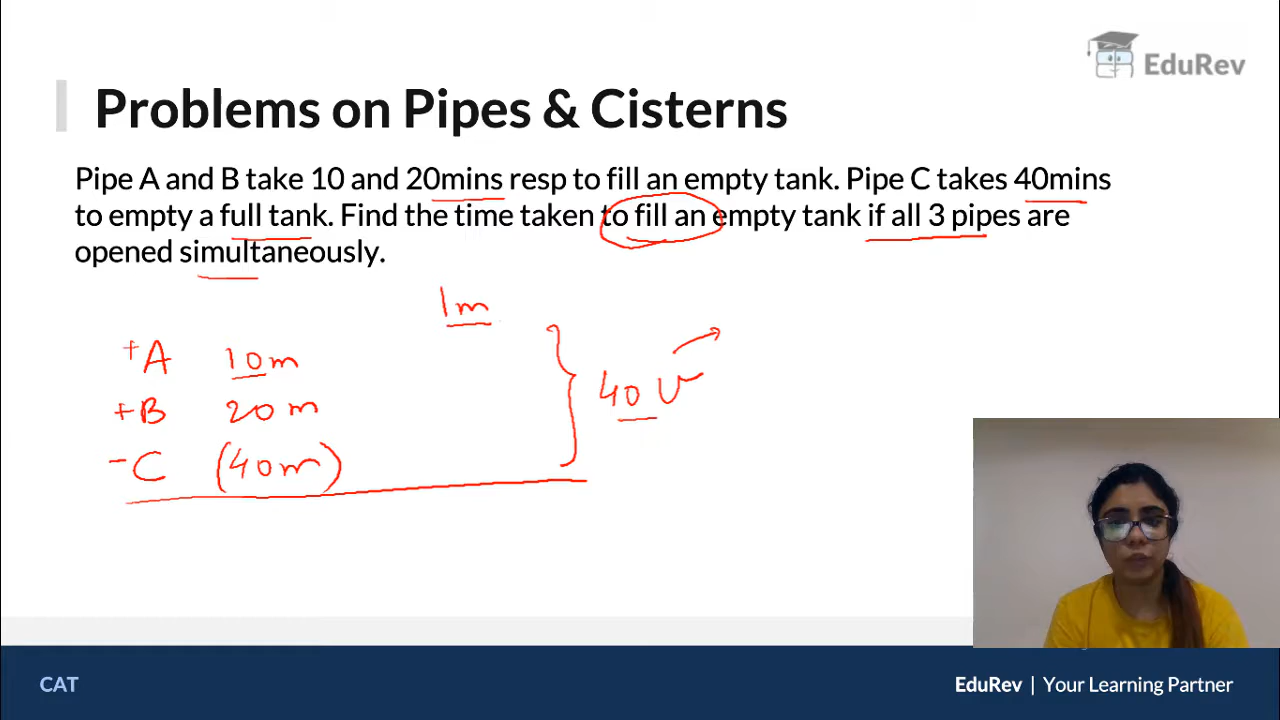 EduRev
Problems on Pipes & Cisterns
Pipe A and B take 10 and 20mins resp to fill an empty tank. Pipe C takes 40mins
to empty a full tank. Find the time taken to fill an empty tank if all 3 pipes are
opened simultaneously.
1m
+A 10m
+B 20m
40 U
-C (40m)
CAT
EduRev | Your Learning Partner